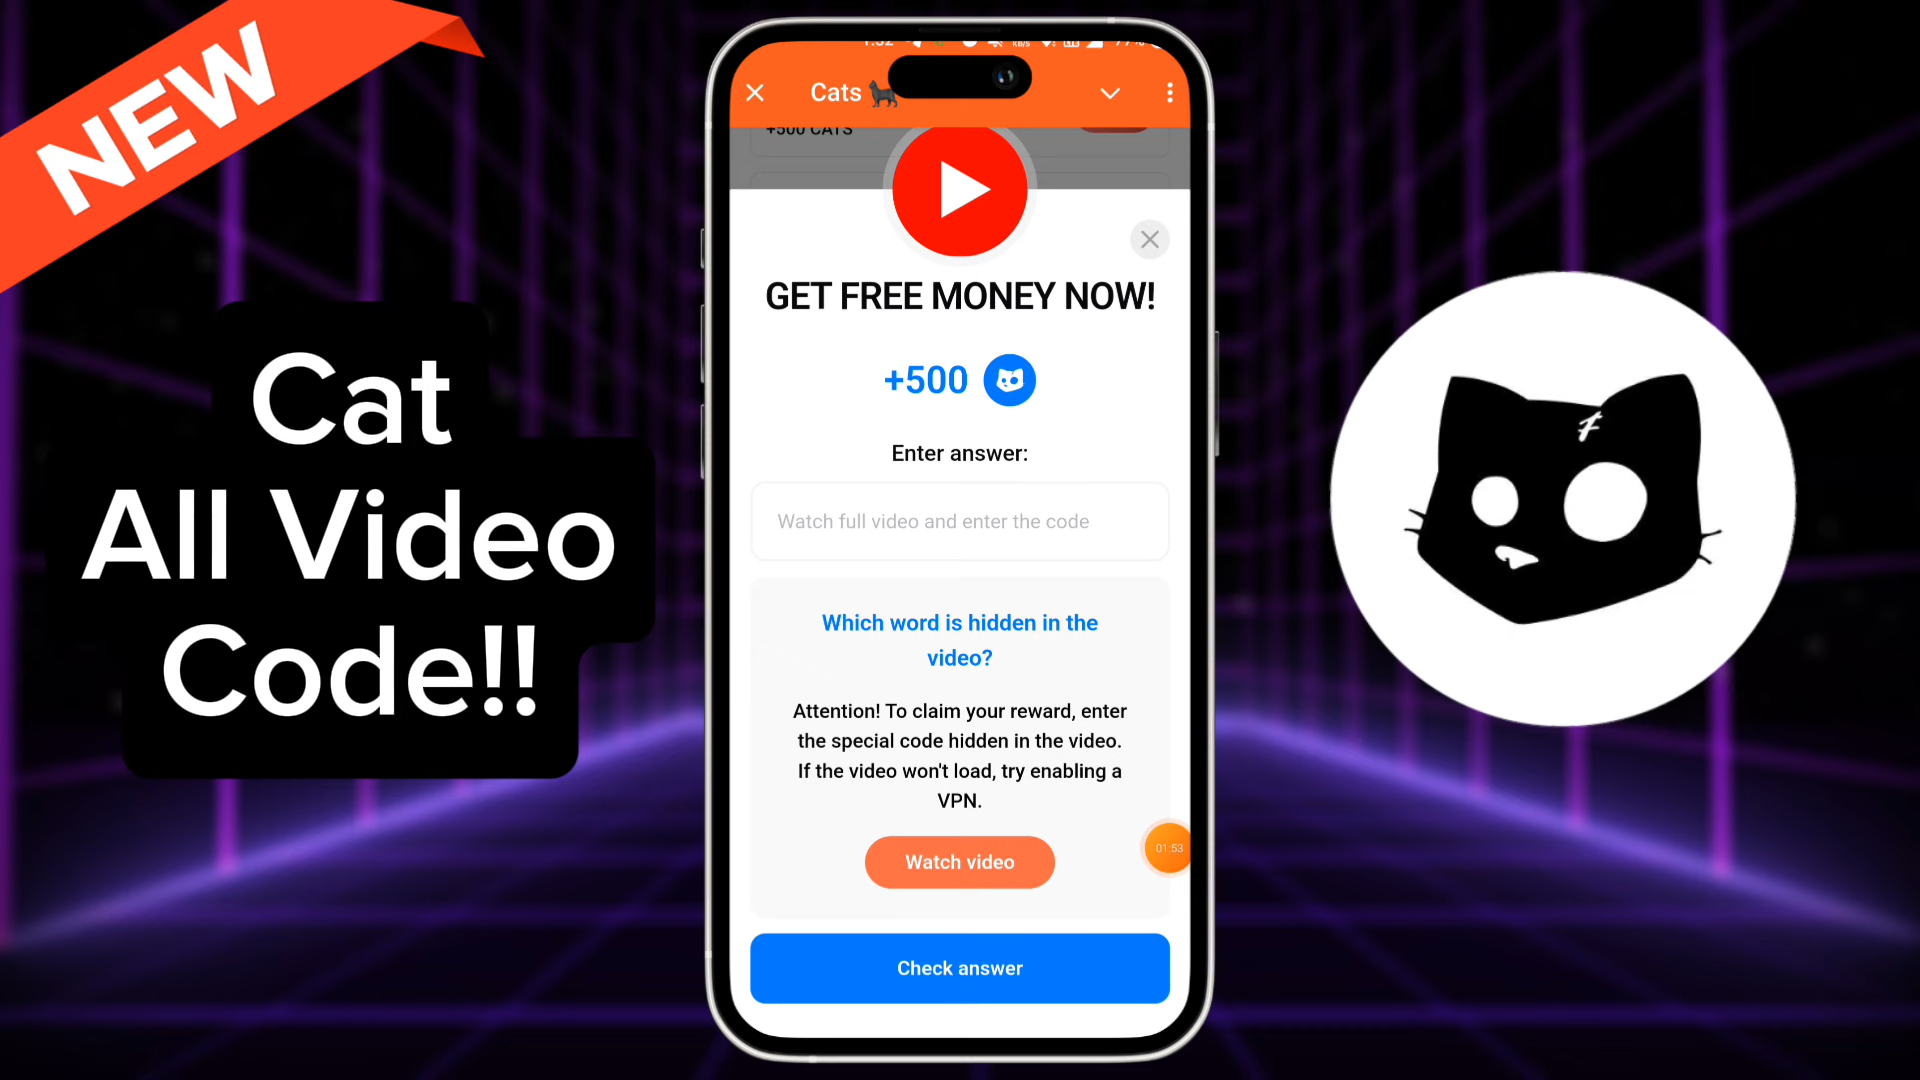 NEW
Cat
All Video
Code!!
Cats
+500 CATS
GET FREE MONEY NOW!
+500
Enter answer:
Watch full video and enter the code
Which word is hidden in the
video?
Attention! To claim your reward, enter
the special code hidden in the video.
If the video won't load, try enabling a
VPN.
Watch video
01:53
Check answer